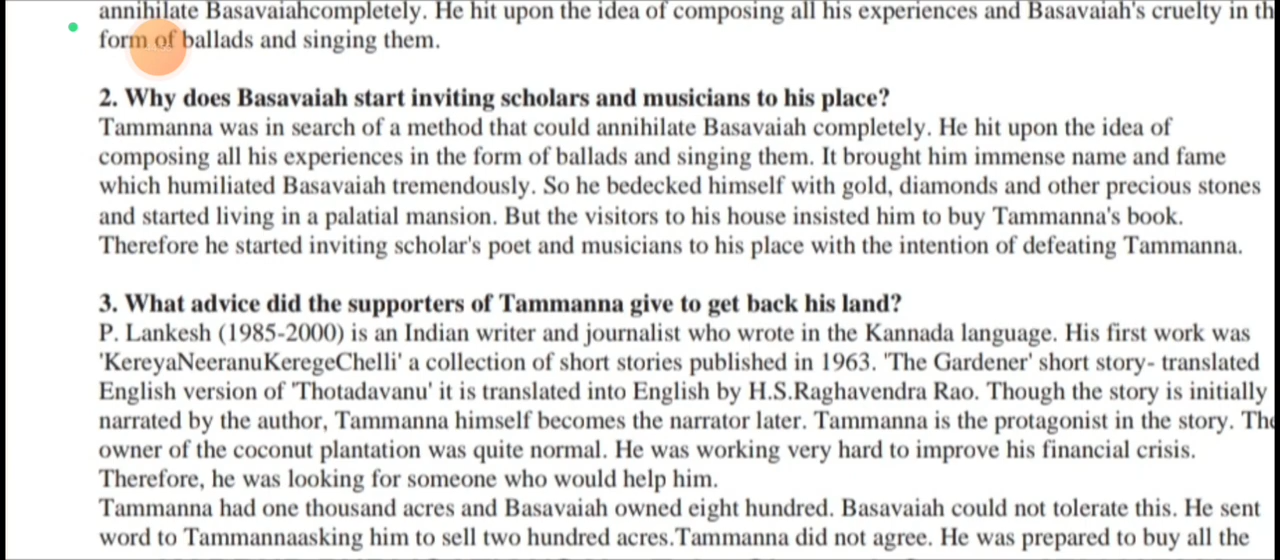 annihilate Basavaiahcompletely. He hit upon the idea of composing all his experiences and Basavaiah's cruelty in th
form of ballads and singing them.
2. Why does Basavaiah start inviting scholars and musicians to his place?
Tammanna was in search of a method that could annihilate Basavaiah completely. He hit upon the idea of
composing all his experiences in the form of ballads and singing them. It brought him immense name and fame
which humiliated Basavaiah tremendously. So he bedecked himself with gold, diamonds and other precious stones
and started living in a palatial mansion. But the visitors to his house insisted him to buy Tammanna's book.
Therefore he started inviting scholar's poet and musicians to his place with the intention of defeating Tammanna.
3. What advice did the supporters of Tammanna give to get back his land?
P. Lankesh (1985-2000) is an Indian writer and journalist who wrote in the Kannada language. His first work was
'KereyaNeeranuKeregeChelli' a collection of short stories published in 1963. 'The Gardener' short story- translated
English version of 'Thotadavanu' it is translated into English by H.S.Raghavendra Rao. Though the story is initially
narrated by the author, Tammanna himself becomes the narrator later. Tammanna is the protagonist in the story. The
owner of the coconut plantation was quite normal. He was working very hard to improve his financial crisis.
Therefore, he was looking for someone who would help him.
Tammanna had one thousand acres and Basavaiah owned eight hundred. Basavaiah could not tolerate this. He sent
word to Tammannaasking him to sell two hundred acres.Tammanna did not agree. He was prepared to buy all the